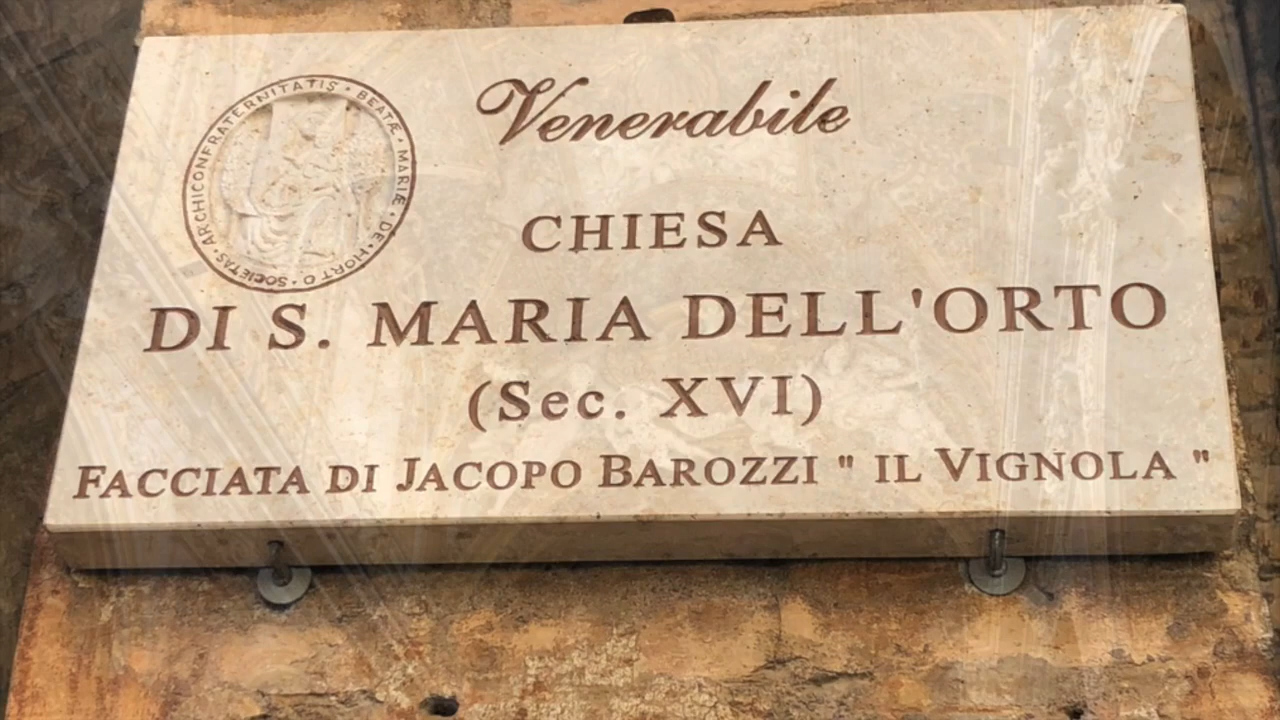 SOCIETAS · ARCHICONFRATERNITATIS · BEATÆ · MARIÆ · DE · HORTO ·
Venerabile
CHIESA
DI S. MARIA DELL'ORTO
(Sec. XVI)
FACCIATA DI JACOPO BAROZZI " IL VIGNOLA "